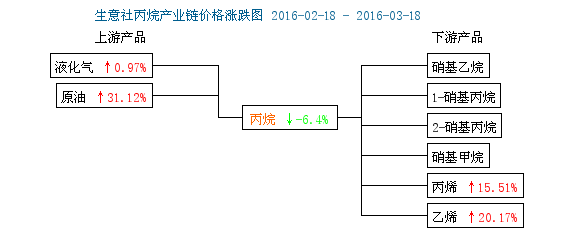 生意社丙烷产业链价格涨跌图 2016-02-18 - 2016-03-18
上游产品
下游产品
液化气 ↑0.97%
原油 ↑31.12%
丙烷 ↓-6.4%
硝基乙烷
1-硝基丙烷
2-硝基丙烷
硝基甲烷
丙烯 ↑15.51%
乙烯 ↑20.17%